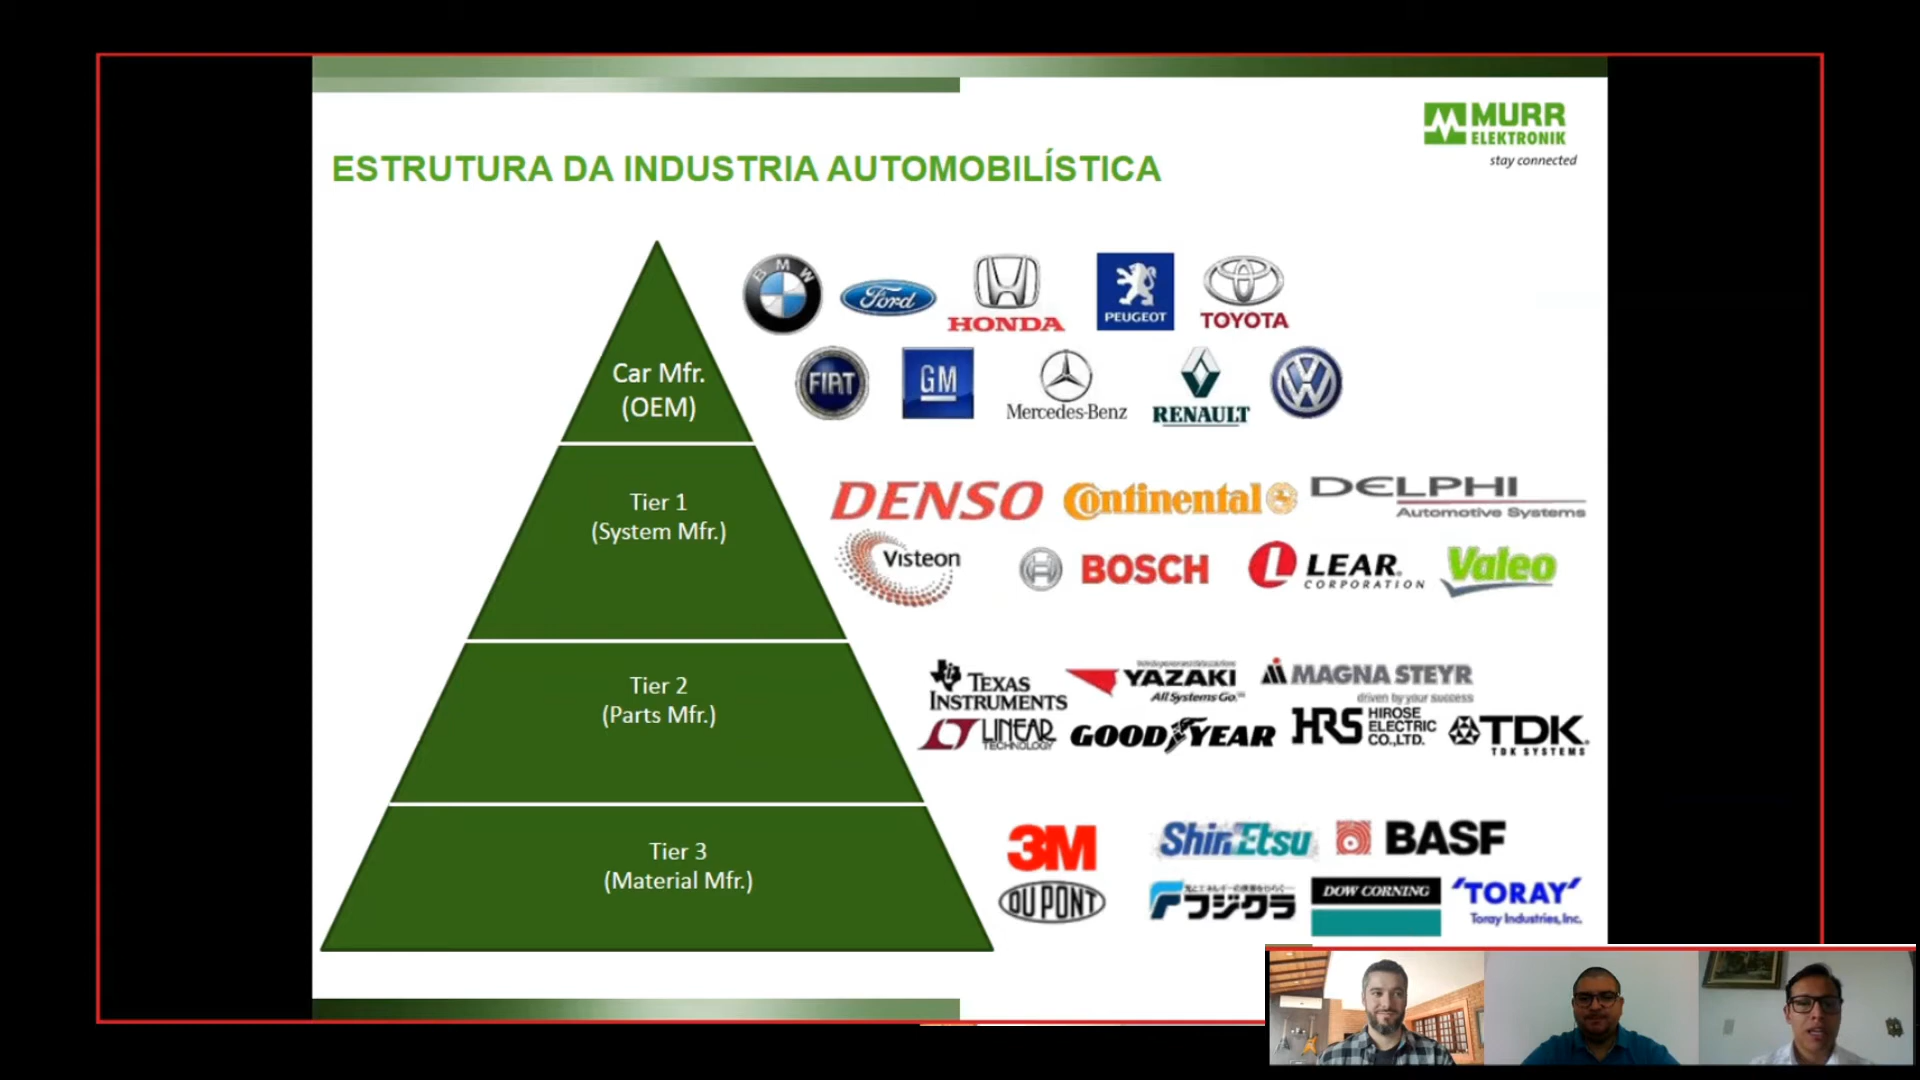 MURR
ELEKTRONIK
stay connected
ESTRUTURA DA INDUSTRIA AUTOMOBILÍSTICA
BMW
Ford
HONDA
PEUGEOT
TOYOTA
Car Mfr.
(OEM)
FIAT
GM
Mercedes-Benz
RENAULT
VW
Tier 1
(System Mfr.)
DENSO
Continental
DELPHI
Automotive Systems
Visteon
BOSCH
LEAR
CORPORATION
Valeo
Tier 2
(Parts Mfr.)
TEXAS
INSTRUMENTS
YAZAKI
All Systems Go.
MAGNA STEYR
driven by your success
LINEAR
TECHNOLOGY
GOODYEAR
HRS
HIROSE
ELECTRIC
CO.,LTD.
TDK
TDK SYSTEMS
Tier 3
(Material Mfr.)
3M
ShinEtsu
BASF
DUPONT
フジクラ
DOW CORNING
'TORAY'
Toray Industries, Inc.